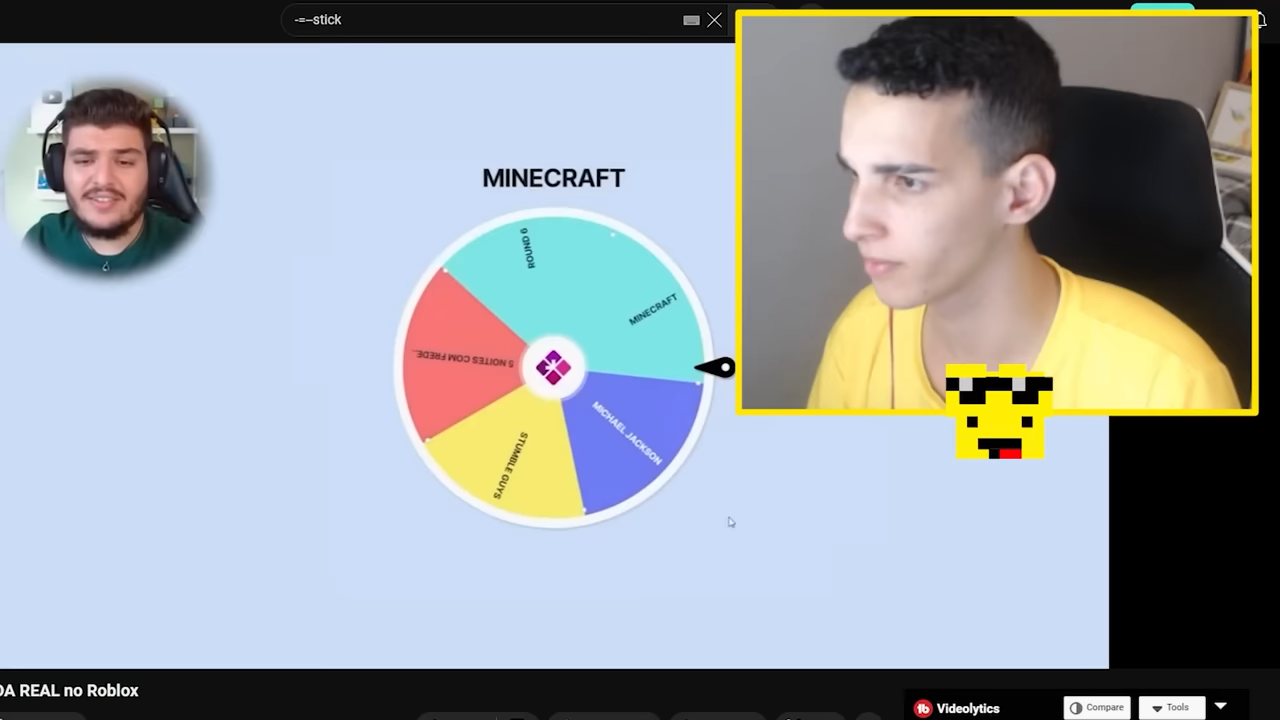 -=--stick
MINECRAFT
ROUND 6
MINECRAFT
5 NOITES COM FREDE...
MICHAEL JACKSON
STUMBLE GUYS
DA REAL no Roblox
Videolytics
Compare
Tools